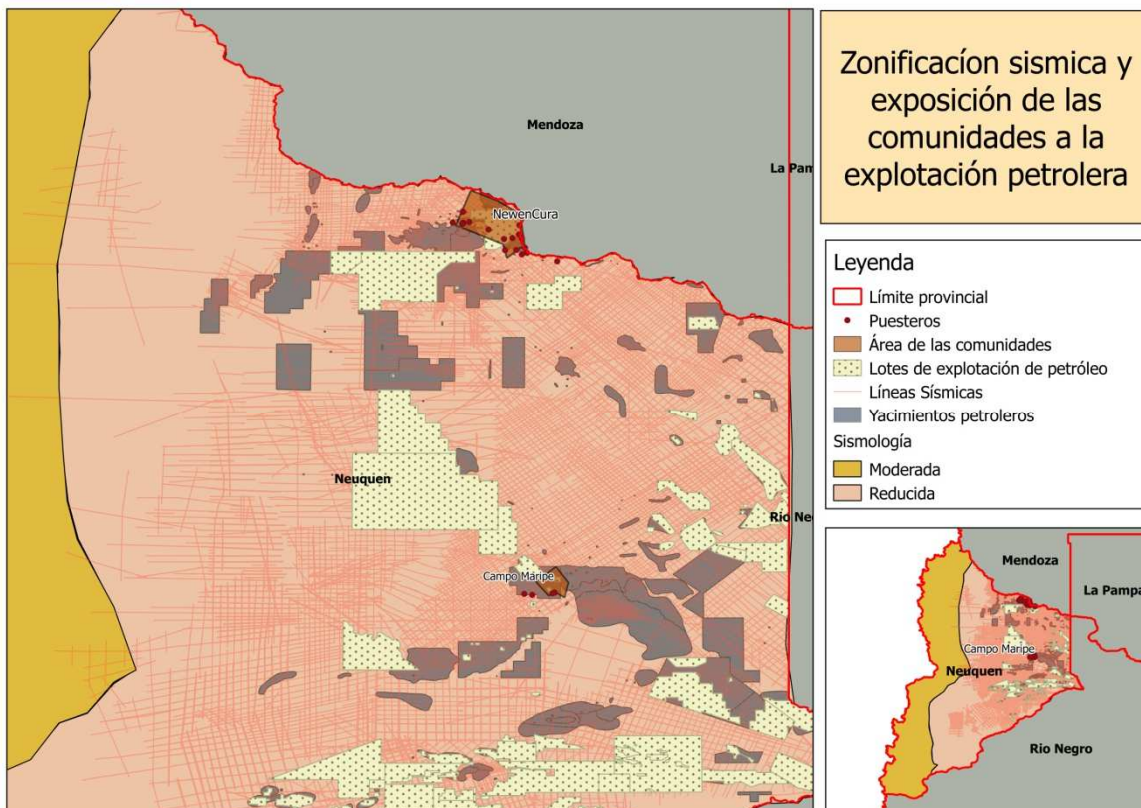 Zonificacíon sismica y
exposición de las
comunidades a la
explotación petrolera
Mendoza
La Pam
NewenCura
Neuquen
Río Ne
Campo Maripe
Leyenda
Límite provincial
Puesteros
Área de las comunidades
Lotes de explotación de petróleo
Líneas Sísmicas
Yacimientos petroleros
Sismología
Moderada
Reducida
Mendoza
La Pampa
Campo Maripe
Neuquen
Río Negro